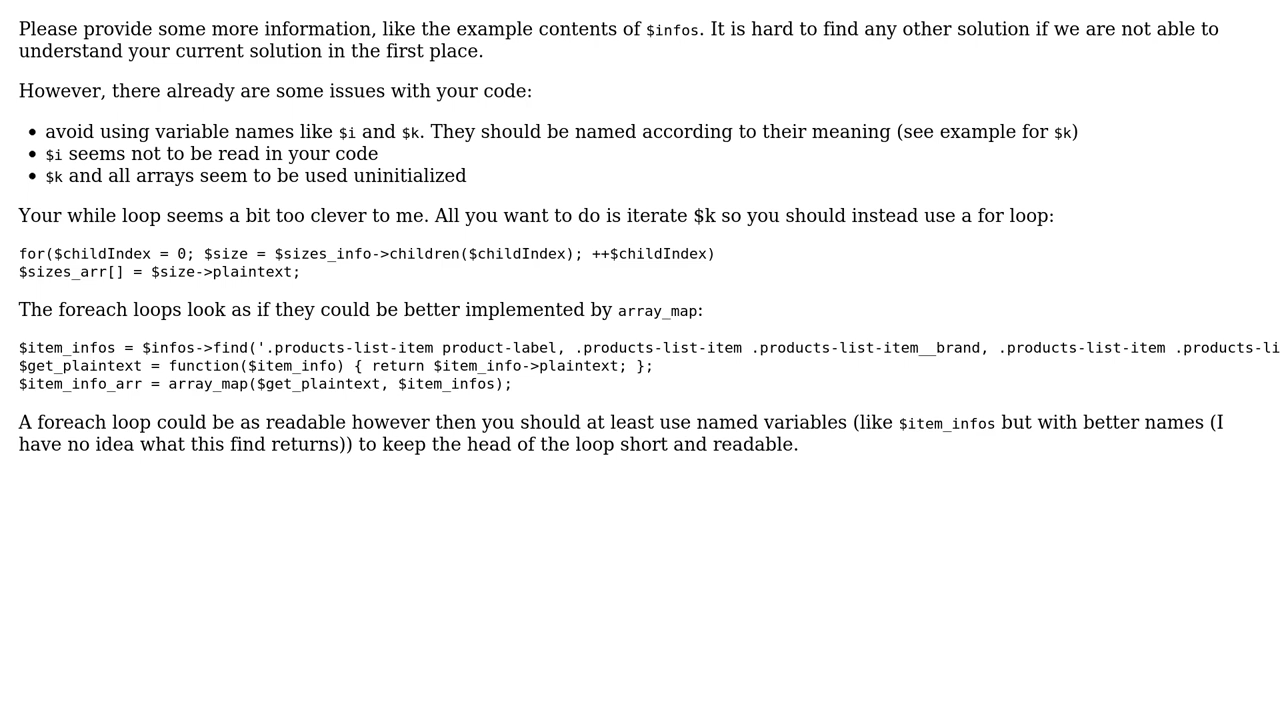 Please provide some more information, like the example contents of $infos. It is hard to find any other solution if we are not able to
understand your current solution in the first place.
However, there already are some issues with your code:
• avoid using variable names like $i and $k. They should be named according to their meaning (see example for $k)
• $i seems not to be read in your code
• $k and all arrays seem to be used uninitialized
Your while loop seems a bit too clever to me. All you want to do is iterate $k so you should instead use a for loop:
for($childIndex = 0; $size = $sizes_info->children($childIndex); ++$childIndex)
$sizes_arr[] = $size->plaintext;
The foreach loops look as if they could be better implemented by array_map:
$item_infos = $infos->find('.products-list-item product-label, .products-list-item .products-list-item__brand, .products-list-item .products-li
$get_plaintext = function($item_info) { return $item_info->plaintext; };
$item_info_arr = array_map($get_plaintext, $item_infos);
A foreach loop could be as readable however then you should at least use named variables (like $item_infos but with better names (I
have no idea what this find returns)) to keep the head of the loop short and readable.